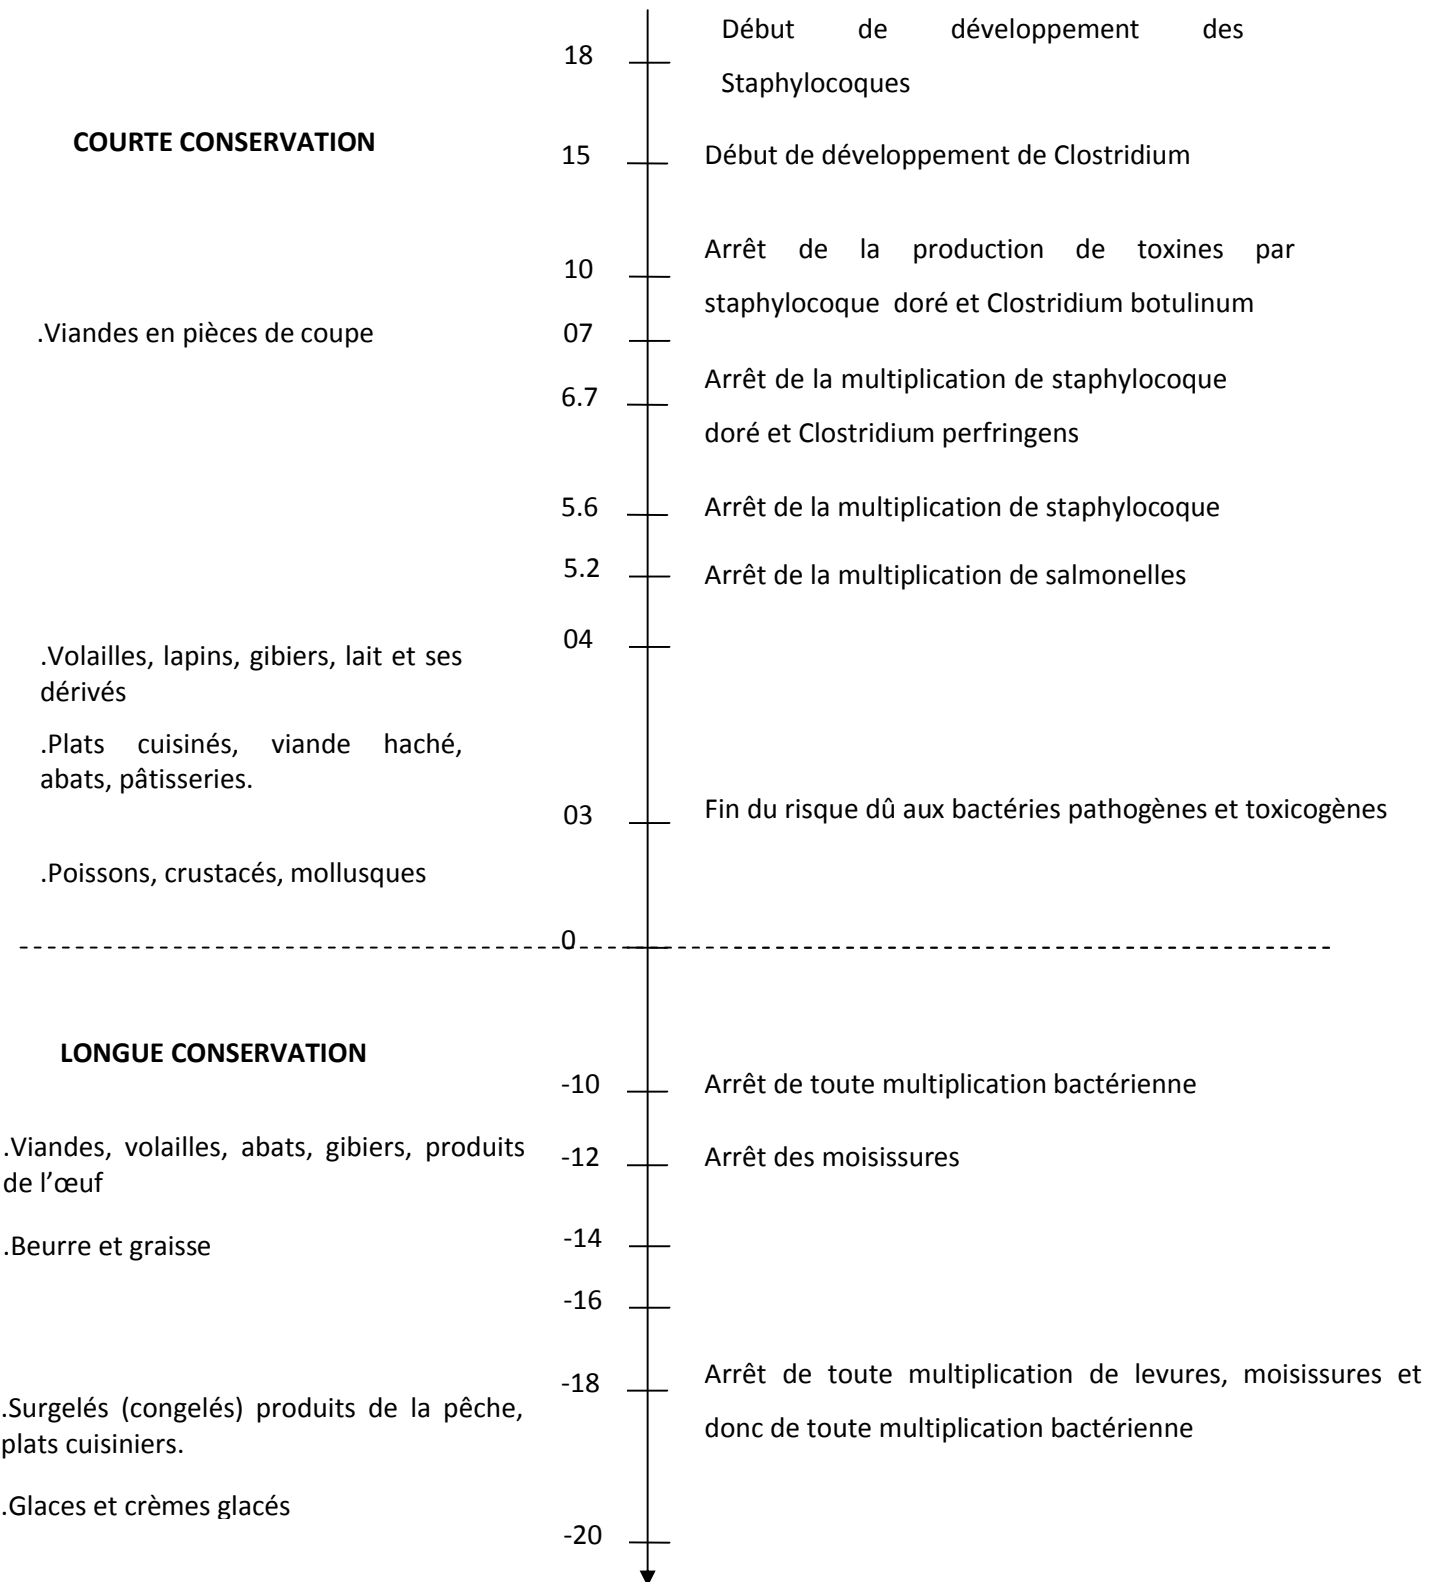 Début de développement des
18
Staphylocoques
COURTE CONSERVATION
15
Début de développement de Clostridium
Arrêt de la production de toxines par
10
staphylocoque doré et Clostridium botulinum
.Viandes en pièces de coupe
07
Arrêt de la multiplication de staphylocoque
6.7
doré et Clostridium perfringens
5.6
Arrêt de la multiplication de staphylocoque
5.2
Arrêt de la multiplication de salmonelles
04
.Volailles, lapins, gibiers, lait et ses
dérivés
.Plats cuisinés, viande haché,
abats, pâtisseries.
03
Fin du risque dû aux bactéries pathogènes et toxicogènes
.Poissons, crustacés, mollusques
0
LONGUE CONSERVATION
-10
Arrêt de toute multiplication bactérienne
.Viandes, volailles, abats, gibiers, produits
de l’œuf
-12
Arrêt des moisissures
.Beurre et graisse
-14
-16
-18
Arrêt de toute multiplication de levures, moisissures et
donc de toute multiplication bactérienne
.Surgelés (congelés) produits de la pêche,
plats cuisiniers.
.Glaces et crèmes glacés
-20